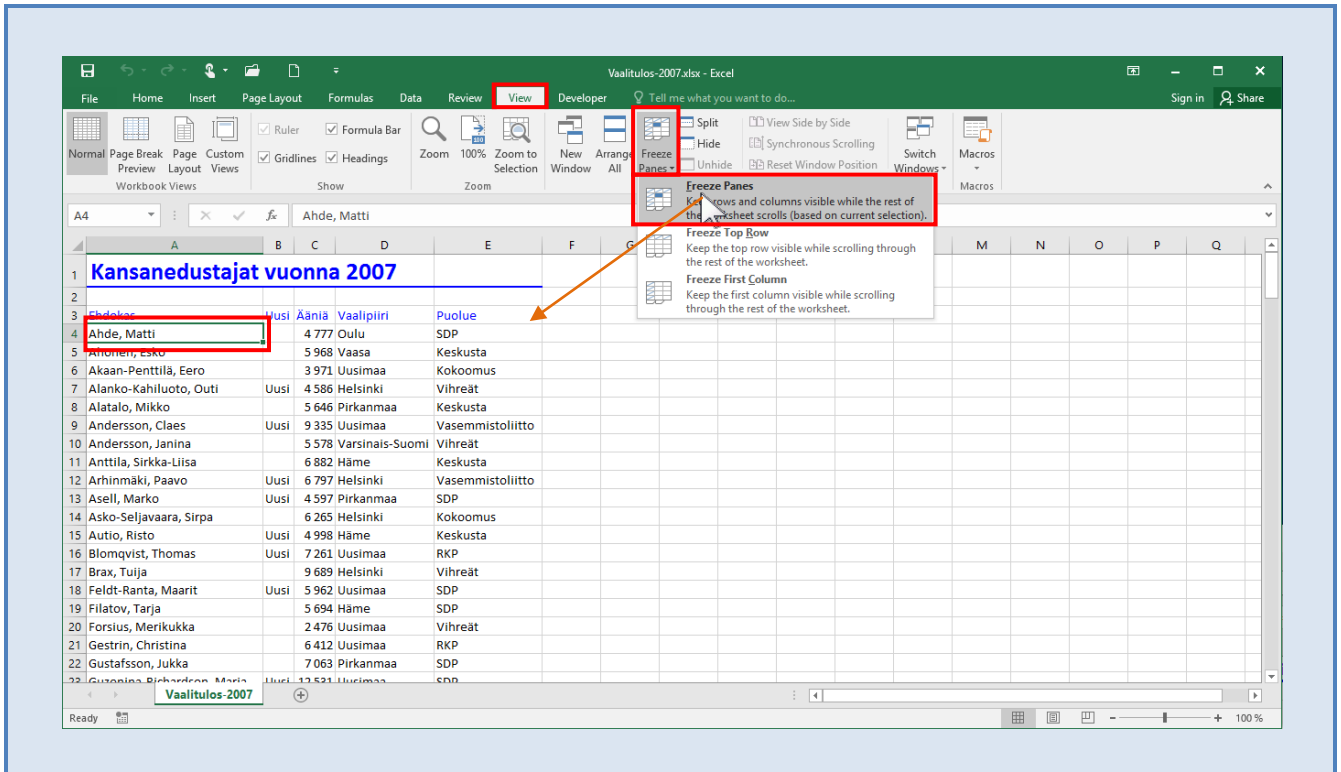 Vaalitulos-2007.xlsx - Excel
File Home Insert Page Layout Formulas Data Review View Developer Tell me what you want to do... Sign in Share
Normal Page Break Preview Page Layout Custom Views
Workbook Views
Ruler Formula Bar
Gridlines Headings
Show
Zoom 100% Zoom to Selection
Zoom
New Window Arrange All Freeze Panes
Split
Hide
Unhide
View Side by Side
Synchronous Scrolling
Reset Window Position
Switch Windows
Macros
Macros
Freeze Panes
Keep rows and columns visible while the rest of
the worksheet scrolls (based on current selection).
Freeze Top Row
Keep the top row visible while scrolling through
the rest of the worksheet.
Freeze First Column
Keep the first column visible while scrolling
through the rest of the worksheet.
A4 fx Ahde, Matti
A B C D E F G M N O P Q
1 Kansanedustajat vuonna 2007
2
3 Ehdokas Uusi Ääniä Vaalipiiri Puolue
4 Ahde, Matti 4 777 Oulu SDP
5 Ahonen, Esko 5 968 Vaasa Keskusta
6 Akaan-Penttilä, Eero 3 971 Uusimaa Kokoomus
7 Alanko-Kahiluoto, Outi Uusi 4 586 Helsinki Vihreät
8 Alatalo, Mikko 5 646 Pirkanmaa Keskusta
9 Andersson, Claes Uusi 9 335 Uusimaa Vasemmistoliitto
10 Andersson, Janina 5 578 Varsinais-Suomi Vihreät
11 Anttila, Sirkka-Liisa 6 882 Häme Keskusta
12 Arhinmäki, Paavo Uusi 6 797 Helsinki Vasemmistoliitto
13 Asell, Marko Uusi 4 597 Pirkanmaa SDP
14 Asko-Seljavaara, Sirpa 6 265 Helsinki Kokoomus
15 Autio, Risto Uusi 4 998 Häme Keskusta
16 Blomqvist, Thomas Uusi 7 261 Uusimaa RKP
17 Brax, Tuija 9 689 Helsinki Vihreät
18 Feldt-Ranta, Maarit Uusi 5 962 Uusimaa SDP
19 Filatov, Tarja 5 694 Häme SDP
20 Forsius, Merikukka 2 476 Uusimaa Vihreät
21 Gestrin, Christina 6 412 Uusimaa RKP
22 Gustafsson, Jukka 7 063 Pirkanmaa SDP
23 Guzenina-Richardson, Maria Uusi 12 531 Uusimaa SDP
Vaalitulos-2007
Ready 100 %